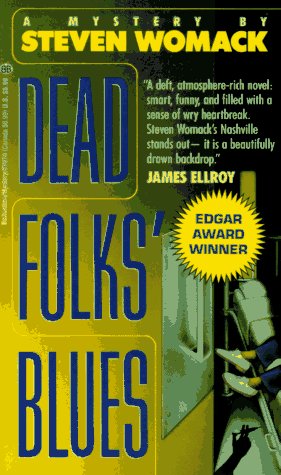 A MYSTERY BY
STEVEN WOMACK
DEAD
FOLKS'
BLUES
"A deft, atmosphere-rich novel:
smart, funny, and filled with a
sense of wry heartbreak.
Steven Womack's Nashville
stands out— it is a beautifully
drawn backdrop."
JAMES ELLROY
EDGAR
AWARD
WINNER